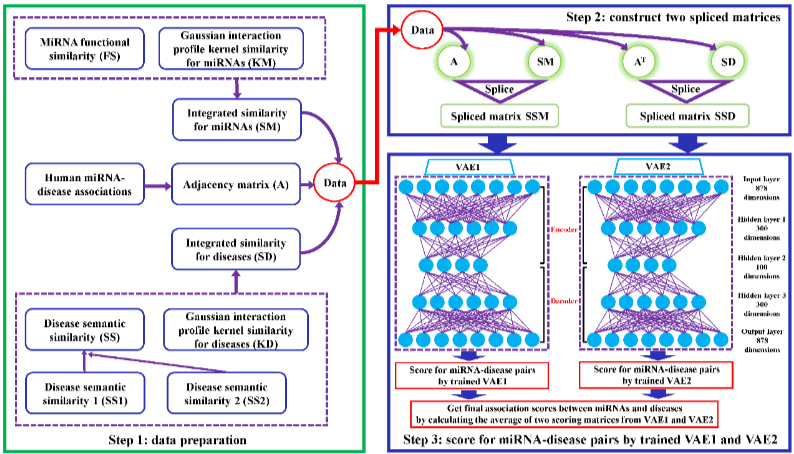 MiRNA functional
similarity (FS)
Gaussian interaction
profile kernel similarity
for miRNAs (KM)
Integrated similarity
for miRNAs (SM)
Human miRNA-
disease associations
Adjacency matrix (A)
Data
Integrated similarity
for diseases (SD)
Disease semantic
similarity (SS)
Gaussian interaction
profile kernel similarity
for diseases (KD)
Disease semantic
similarity 1 (SS1)
Disease semantic
similarity 2 (SS2)
Step 1: data preparation
Data
Step 2: construct two spliced matrices
A
SM
Aᵀ
SD
Splice
Splice
Spliced matrix SSM
Spliced matrix SSD
VAE1
VAE2
Encoder
Decoder
Input layer
878
dimensions
Hidden layer 1
300
dimensions
Hidden layer 2
100
dimensions
Hidden layer 3
300
dimensions
Output layer
878
dimensions
Score for miRNA-disease pairs
by trained VAE1
Score for miRNA-disease pairs
by trained VAE2
Get final association scores between miRNAs and diseases
by calculating the average of two scoring matrices from VAE1 and VAE2
Step 3: score for miRNA-disease pairs by trained VAE1 and VAE2